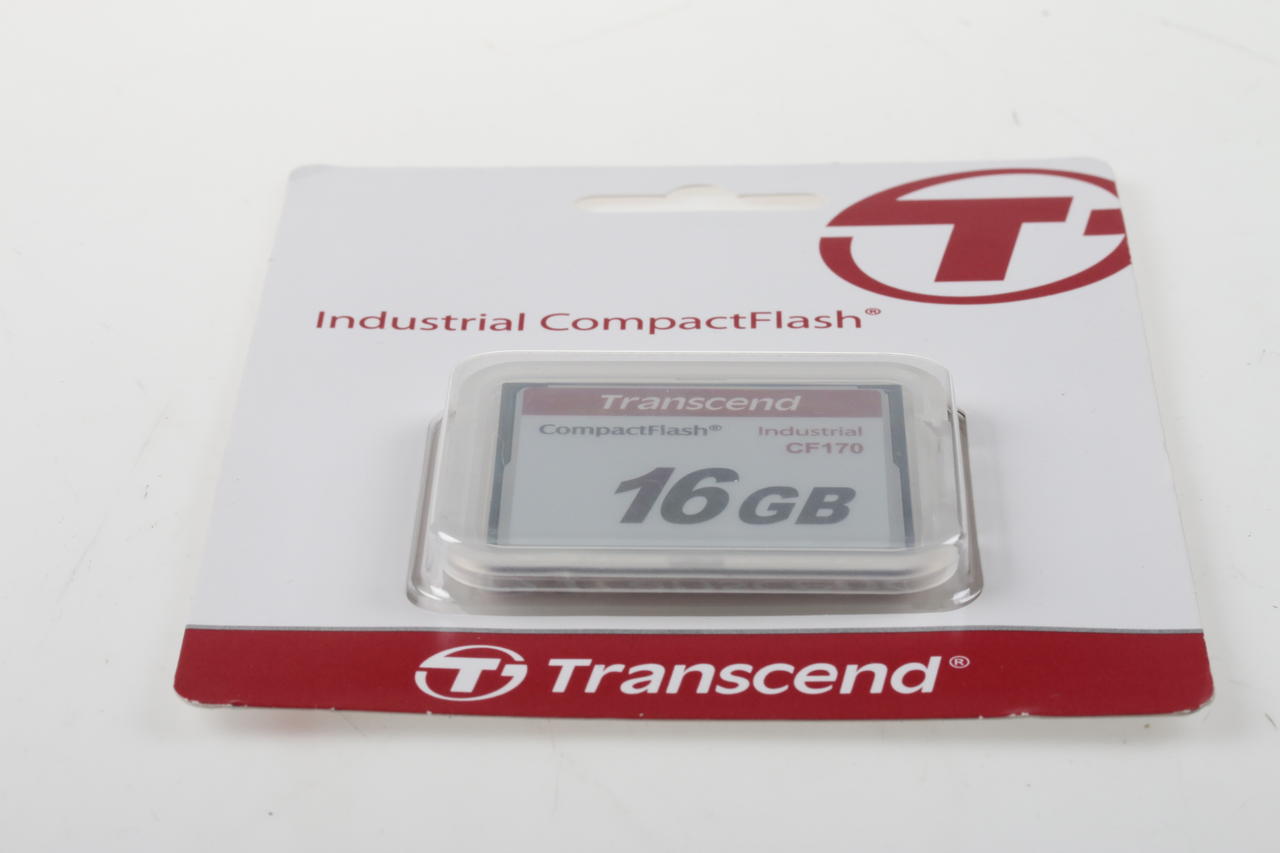 Industrial CompactFlash®
Transcend
CompactFlash® Industrial
CF170
16GB
Transcend®